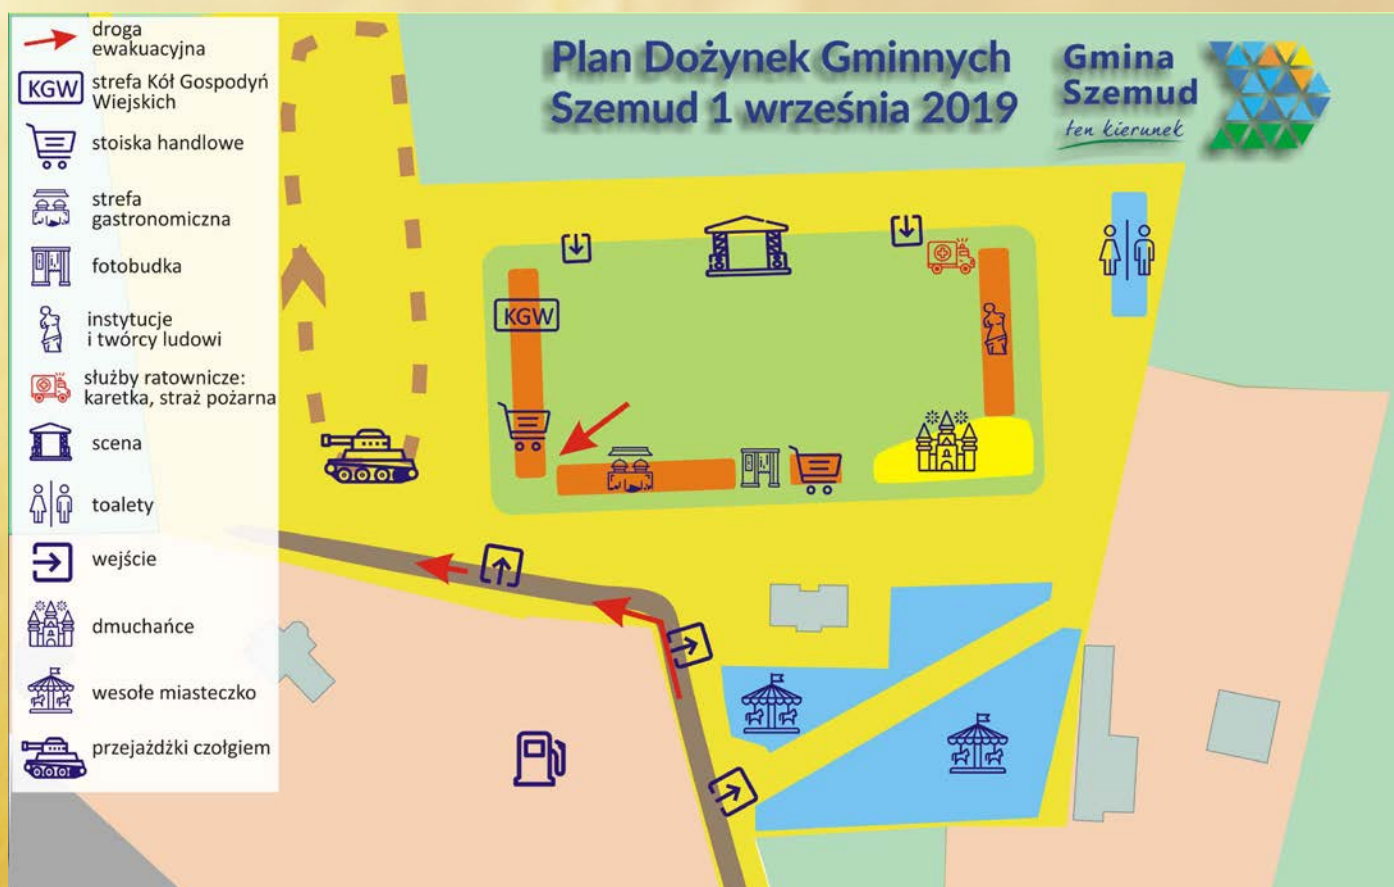 droga
ewakuacyjna
KGW
strefa Kół Gospodyń
Wiejskich
stoiska handlowe
strefa
gastronomiczna
fotobudka
instytucje
i twórcy ludowi
służby ratownicze:
karetka, straż pożarna
scena
toalety
wejście
dmuchańce
wesołe miasteczko
przejażdżki czołgiem
Plan Dożynek Gminnych
Szemud 1 września 2019
Gmina
Szemud
ten kierunek
KGW